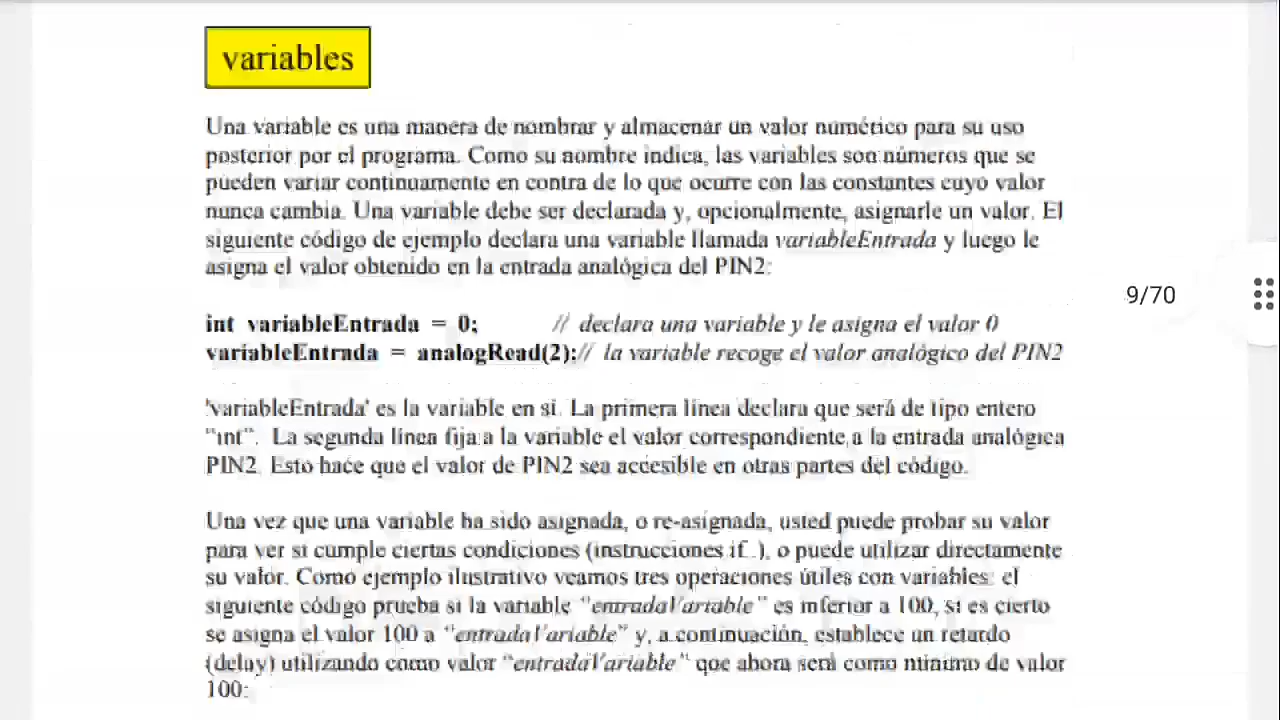 variables
Una variable es una manera de nombrar y almacenar un valor numérico para su uso
posterior por el programa. Como su nombre indica, las variables son números que se
pueden variar continuamente en contra de lo que ocurre con las constantes cuyo valor
nunca cambia. Una variable debe ser declarada y, opcionalmente, asignarle un valor. El
siguiente código de ejemplo declara una variable llamada variableEntrada y luego le
asigna el valor obtenido en la entrada analógica del PIN2:
9/70
int variableEntrada = 0; // declara una variable y le asigna el valor 0
variableEntrada = analogRead(2);// la variable recoge el valor analógico del PIN2
'variableEntrada' es la variable en sí. La primera línea declara que será de tipo entero
"int". La segunda línea fija a la variable el valor correspondiente a la entrada analógica
PIN2. Esto hace que el valor de PIN2 sea accesible en otras partes del código.
Una vez que una variable ha sido asignada, o re-asignada, usted puede probar su valor
para ver si cumple ciertas condiciones (instrucciones if..), o puede utilizar directamente
su valor. Como ejemplo ilustrativo veamos tres operaciones útiles con variables: el
siguiente código prueba si la variable "entradaVariable" es inferior a 100, si es cierto
se asigna el valor 100 a "entradaVariable" y, a continuación, establece un retardo
(delay) utilizando como valor "entradaVariable" que ahora será como mínimo de valor
100: